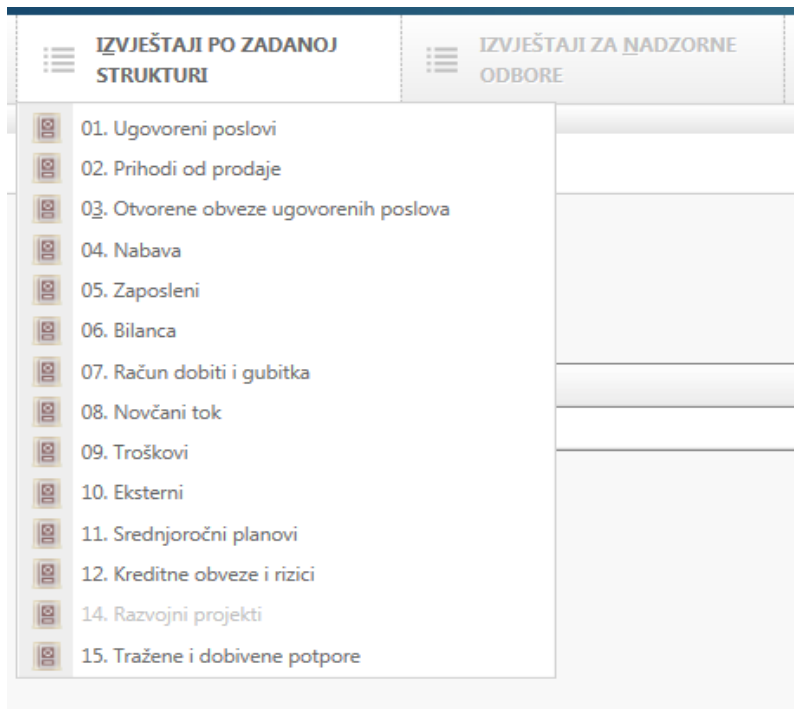 IZVJEŠTAJI PO ZADANOJ
STRUKTURI
IZVJEŠTAJI ZA NADZORNE
ODBORE
01. Ugovoreni poslovi
02. Prihodi od prodaje
03. Otvorene obveze ugovorenih poslova
04. Nabava
05. Zaposleni
06. Bilanca
07. Račun dobiti i gubitka
08. Novčani tok
09. Troškovi
10. Eksterni
11. Srednjoročni planovi
12. Kreditne obveze i rizici
14. Razvojni projekti
15. Tražene i dobivene potpore